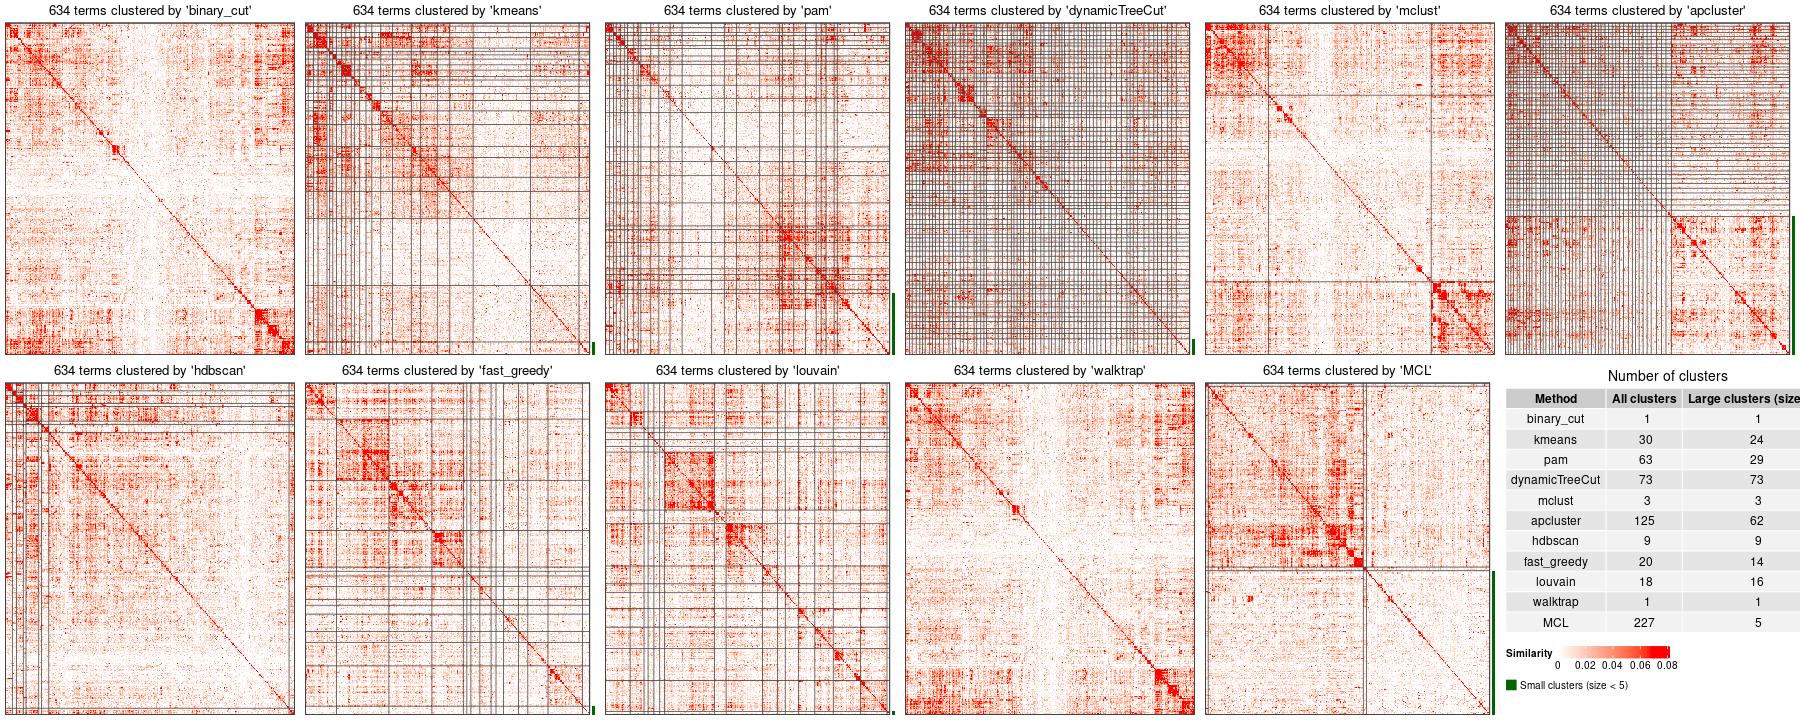 634 terms clustered by 'binary_cut'
634 terms clustered by 'kmeans'
634 terms clustered by 'pam'
634 terms clustered by 'dynamicTreeCut'
634 terms clustered by 'mclust'
634 terms clustered by 'apcluster'
634 terms clustered by 'hdbscan'
634 terms clustered by 'fast_greedy'
634 terms clustered by 'louvain'
634 terms clustered by 'walktrap'
634 terms clustered by 'MCL'
Number of clusters
Method All clusters Large clusters (size
binary_cut 1 1
kmeans 30 24
pam 63 29
dynamicTreeCut 73 73
mclust 3 3
apcluster 125 62
hdbscan 9 9
fast_greedy 20 14
louvain 18 16
walktrap 1 1
MCL 227 5
Similarity
0 0.02 0.04 0.06 0.08
Small clusters (size < 5)